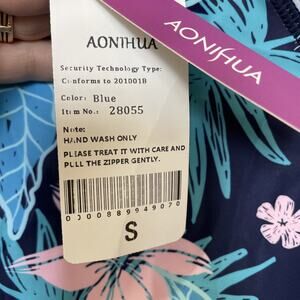 AONIHUA
AONIHUA
Security Technology Type:
Conforms to 201001B
Color: Blue
Item No.: 28055
Note:
HAND WASH ONLY
PLEASE TREAT IT WITH CARE AND
PULL THE ZIPPER GENTLY.
0000889949070
S